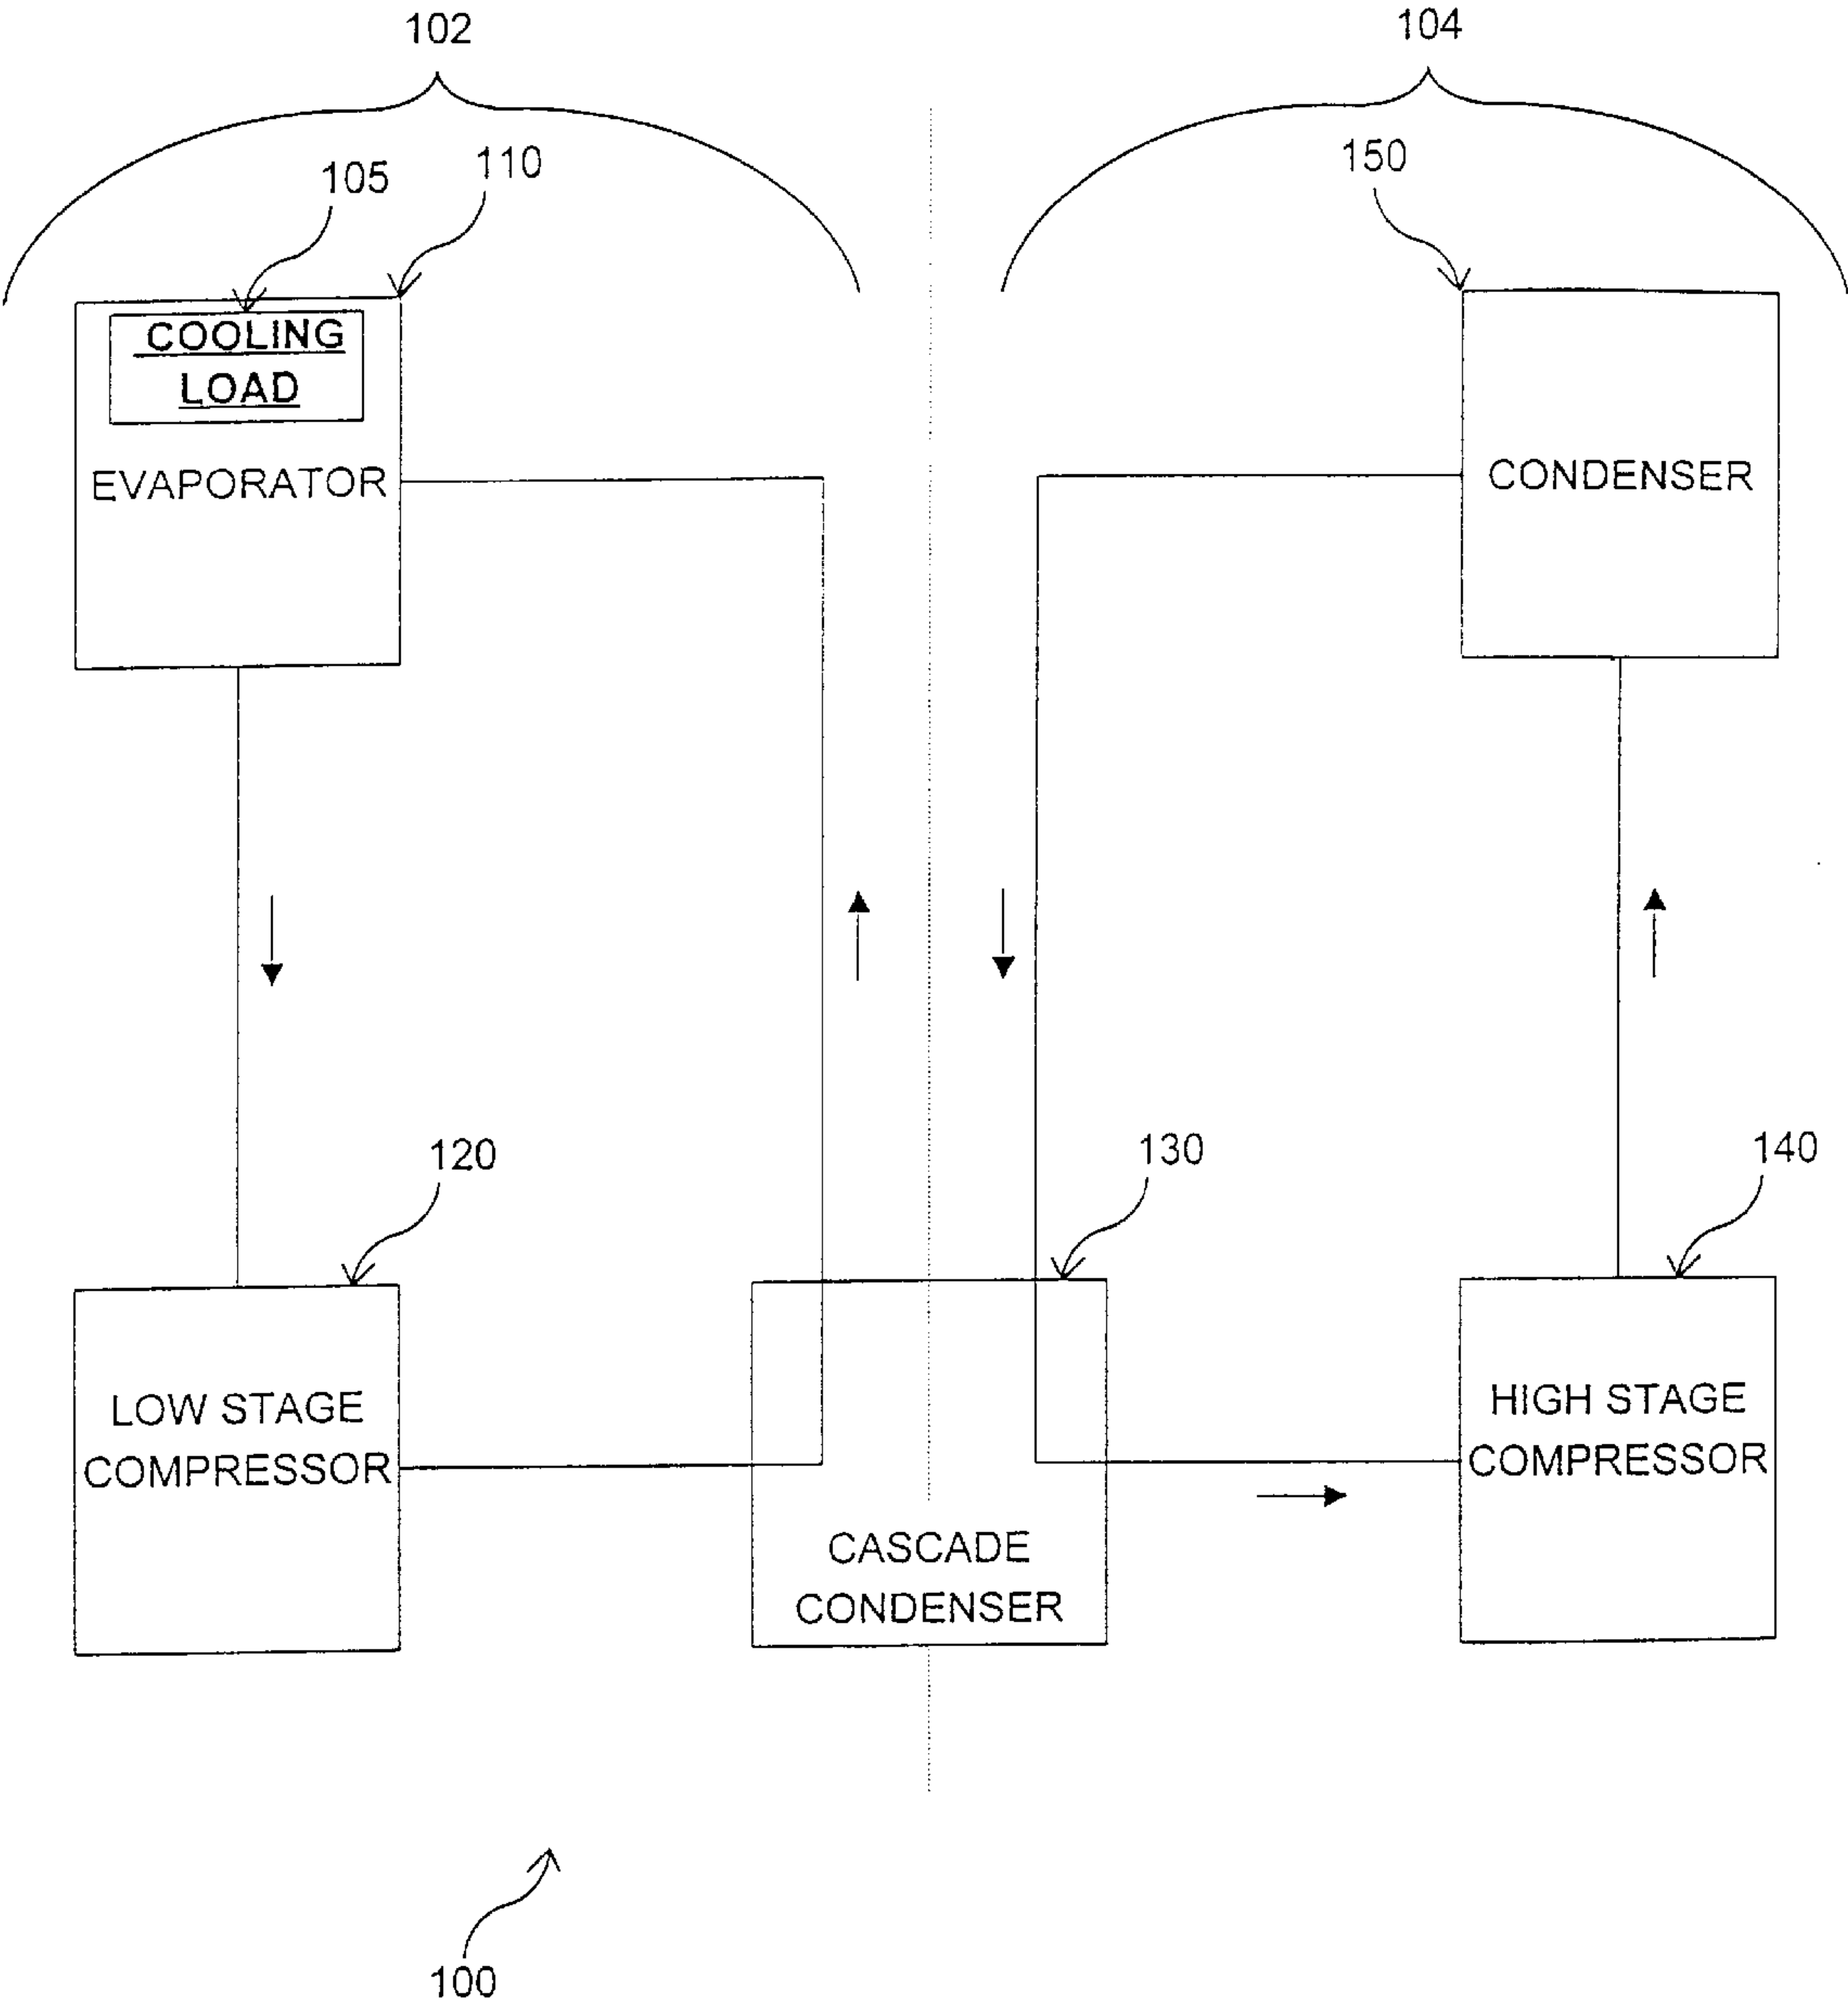 102
104
105
110
150
COOLING
LOAD
EVAPORATOR
CONDENSER
120
130
140
LOW STAGE
COMPRESSOR
HIGH STAGE
COMPRESSOR
CASCADE
CONDENSER
100